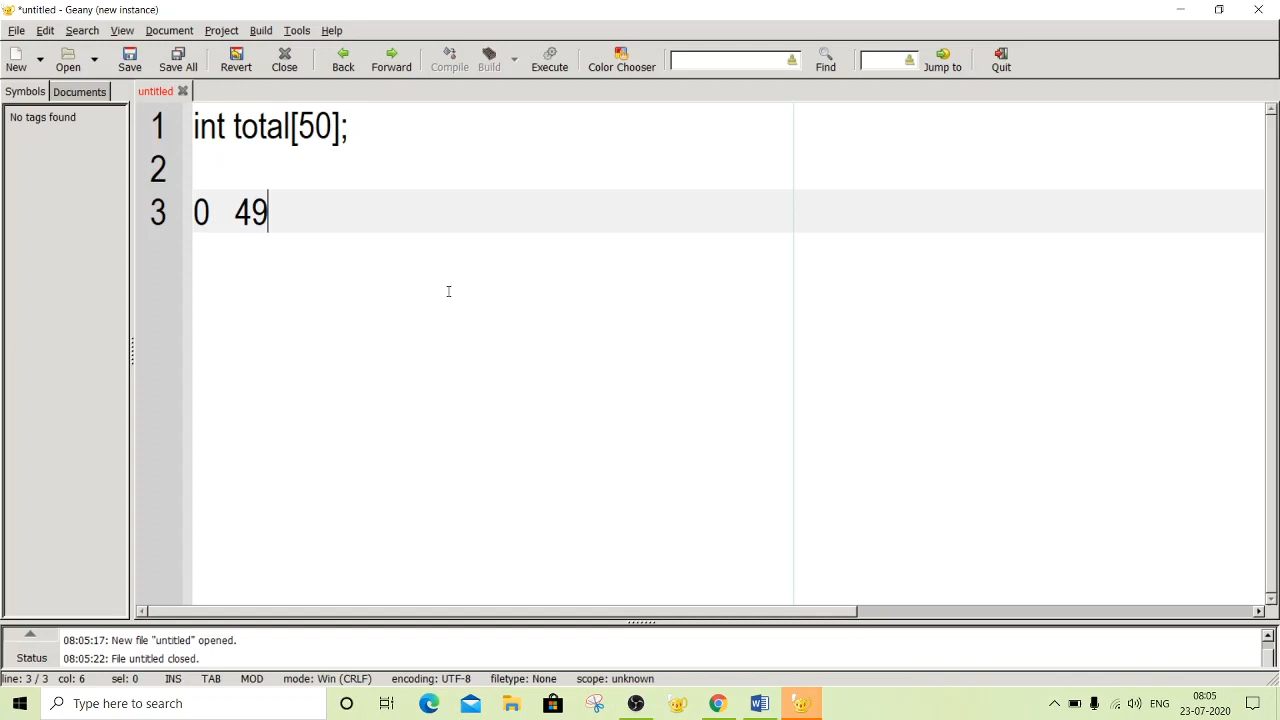 *untitled - Geany (new instance)
File Edit Search View Document Project Build Tools Help
New Open Save Save All Revert Close Back Forward Compile Build Execute Color Chooser Find Jump to Quit
Symbols Documents untitled
No tags found
1 int total[50];
2
3 0 49
08:05:17: New file "untitled" opened.
Status 08:05:22: File untitled closed.
line: 3 / 3 col: 6 sel: 0 INS TAB MOD mode: Win (CRLF) encoding: UTF-8 filetype: None scope: unknown
Type here to search
ENG
08:05
23-07-2020